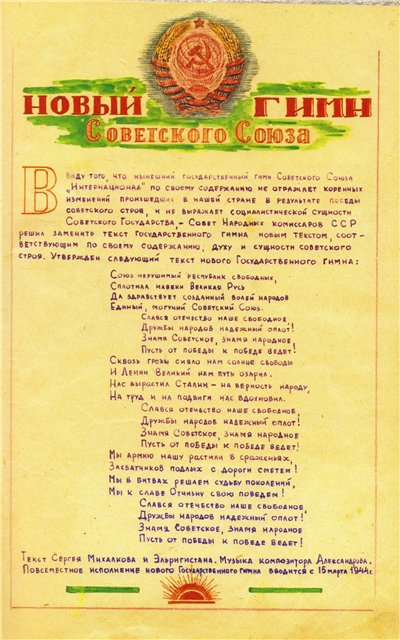 НОВЫЙ ГИМН
Советского Союза
Ввиду того, что нынешний государственный гимн Советского Союза
„Интернационал" по своему содержанию не отражает коренных
изменений происшедших в нашей стране в результате победы
советского строя, и не выражает социалистической сущности
Советского Государства – Совет Народных комиссаров ССР
решил заменить текст Государственного гимна новым текстом, соот-
ветствующим по своему содержанию, духу и сущности советского
строя. Утвержден следующий текст нового Государственного Гимна:
Союз нерушимый республик свободных,
Сплотила навеки Великая Русь
Да здравствует созданный волей народов
Единый, могучий Советский Союз.
Слався отечество наше свободное
Дружбы народов надежный оплот!
Знамя Советское, знамя народное
Пусть от победы к победе ведет!
Сквозь грозы сияло нам солнце свободы
И Ленин Великий нам путь озарил.
Нас вырастил Сталин – на верность народу,
На труд и на подвиги нас вдохновил.
Слався отечество наше свободное,
Дружбы народов надежный оплот!
Знамя Советское, знамя народное
Пусть от победы к победе ведет!
Мы армию нашу растили в сраженьях,
Захватчиков подлых с дороги сметем!
Мы в битвах решаем судьбу поколений,
Мы к славе Отчизну свою поведем!
Слався отечество наше свободное,
Дружбы народов надежный оплот!
Знамя Советское, знамя народное
Пусть от победы к победе ведет!
Текст Сергея Михалкова и Эльригистана. Музыка композитора Александрова.
Повсеместное исполнение нового Государственного гимна вводится с 15 марта 1944 г.